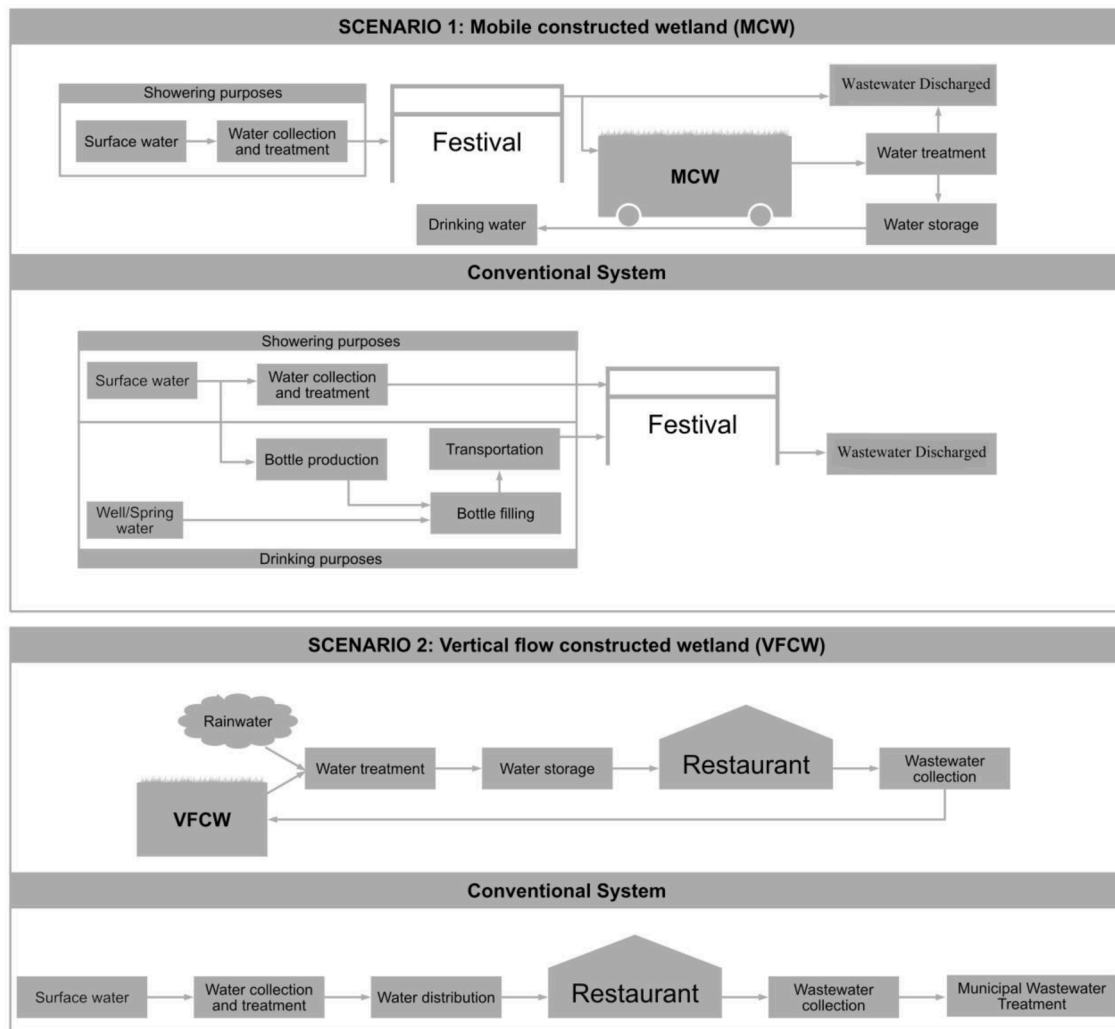 SCENARIO 1: Mobile constructed wetland (MCW)
Showering purposes
Surface water
Water collection
and treatment
Festival
MCW
Wastewater Discharged
Water treatment
Water storage
Drinking water
Conventional System
Showering purposes
Surface water
Water collection
and treatment
Bottle production
Transportation
Well/Spring
water
Bottle filling
Drinking purposes
Festival
Wastewater Discharged
SCENARIO 2: Vertical flow constructed wetland (VFCW)
Rainwater
VFCW
Water treatment
Water storage
Restaurant
Wastewater
collection
Conventional System
Surface water
Water collection
and treatment
Water distribution
Restaurant
Wastewater
collection
Municipal Wastewater
Treatment